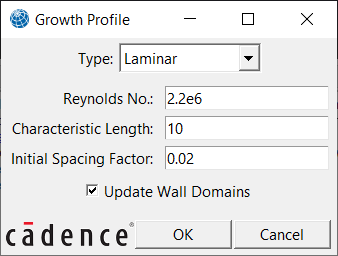 Growth Profile
Type: Laminar
Reynolds No.: 2.2e6
Characteristic Length: 10
Initial Spacing Factor: 0.02
Update Wall Domains
cādence® OK Cancel